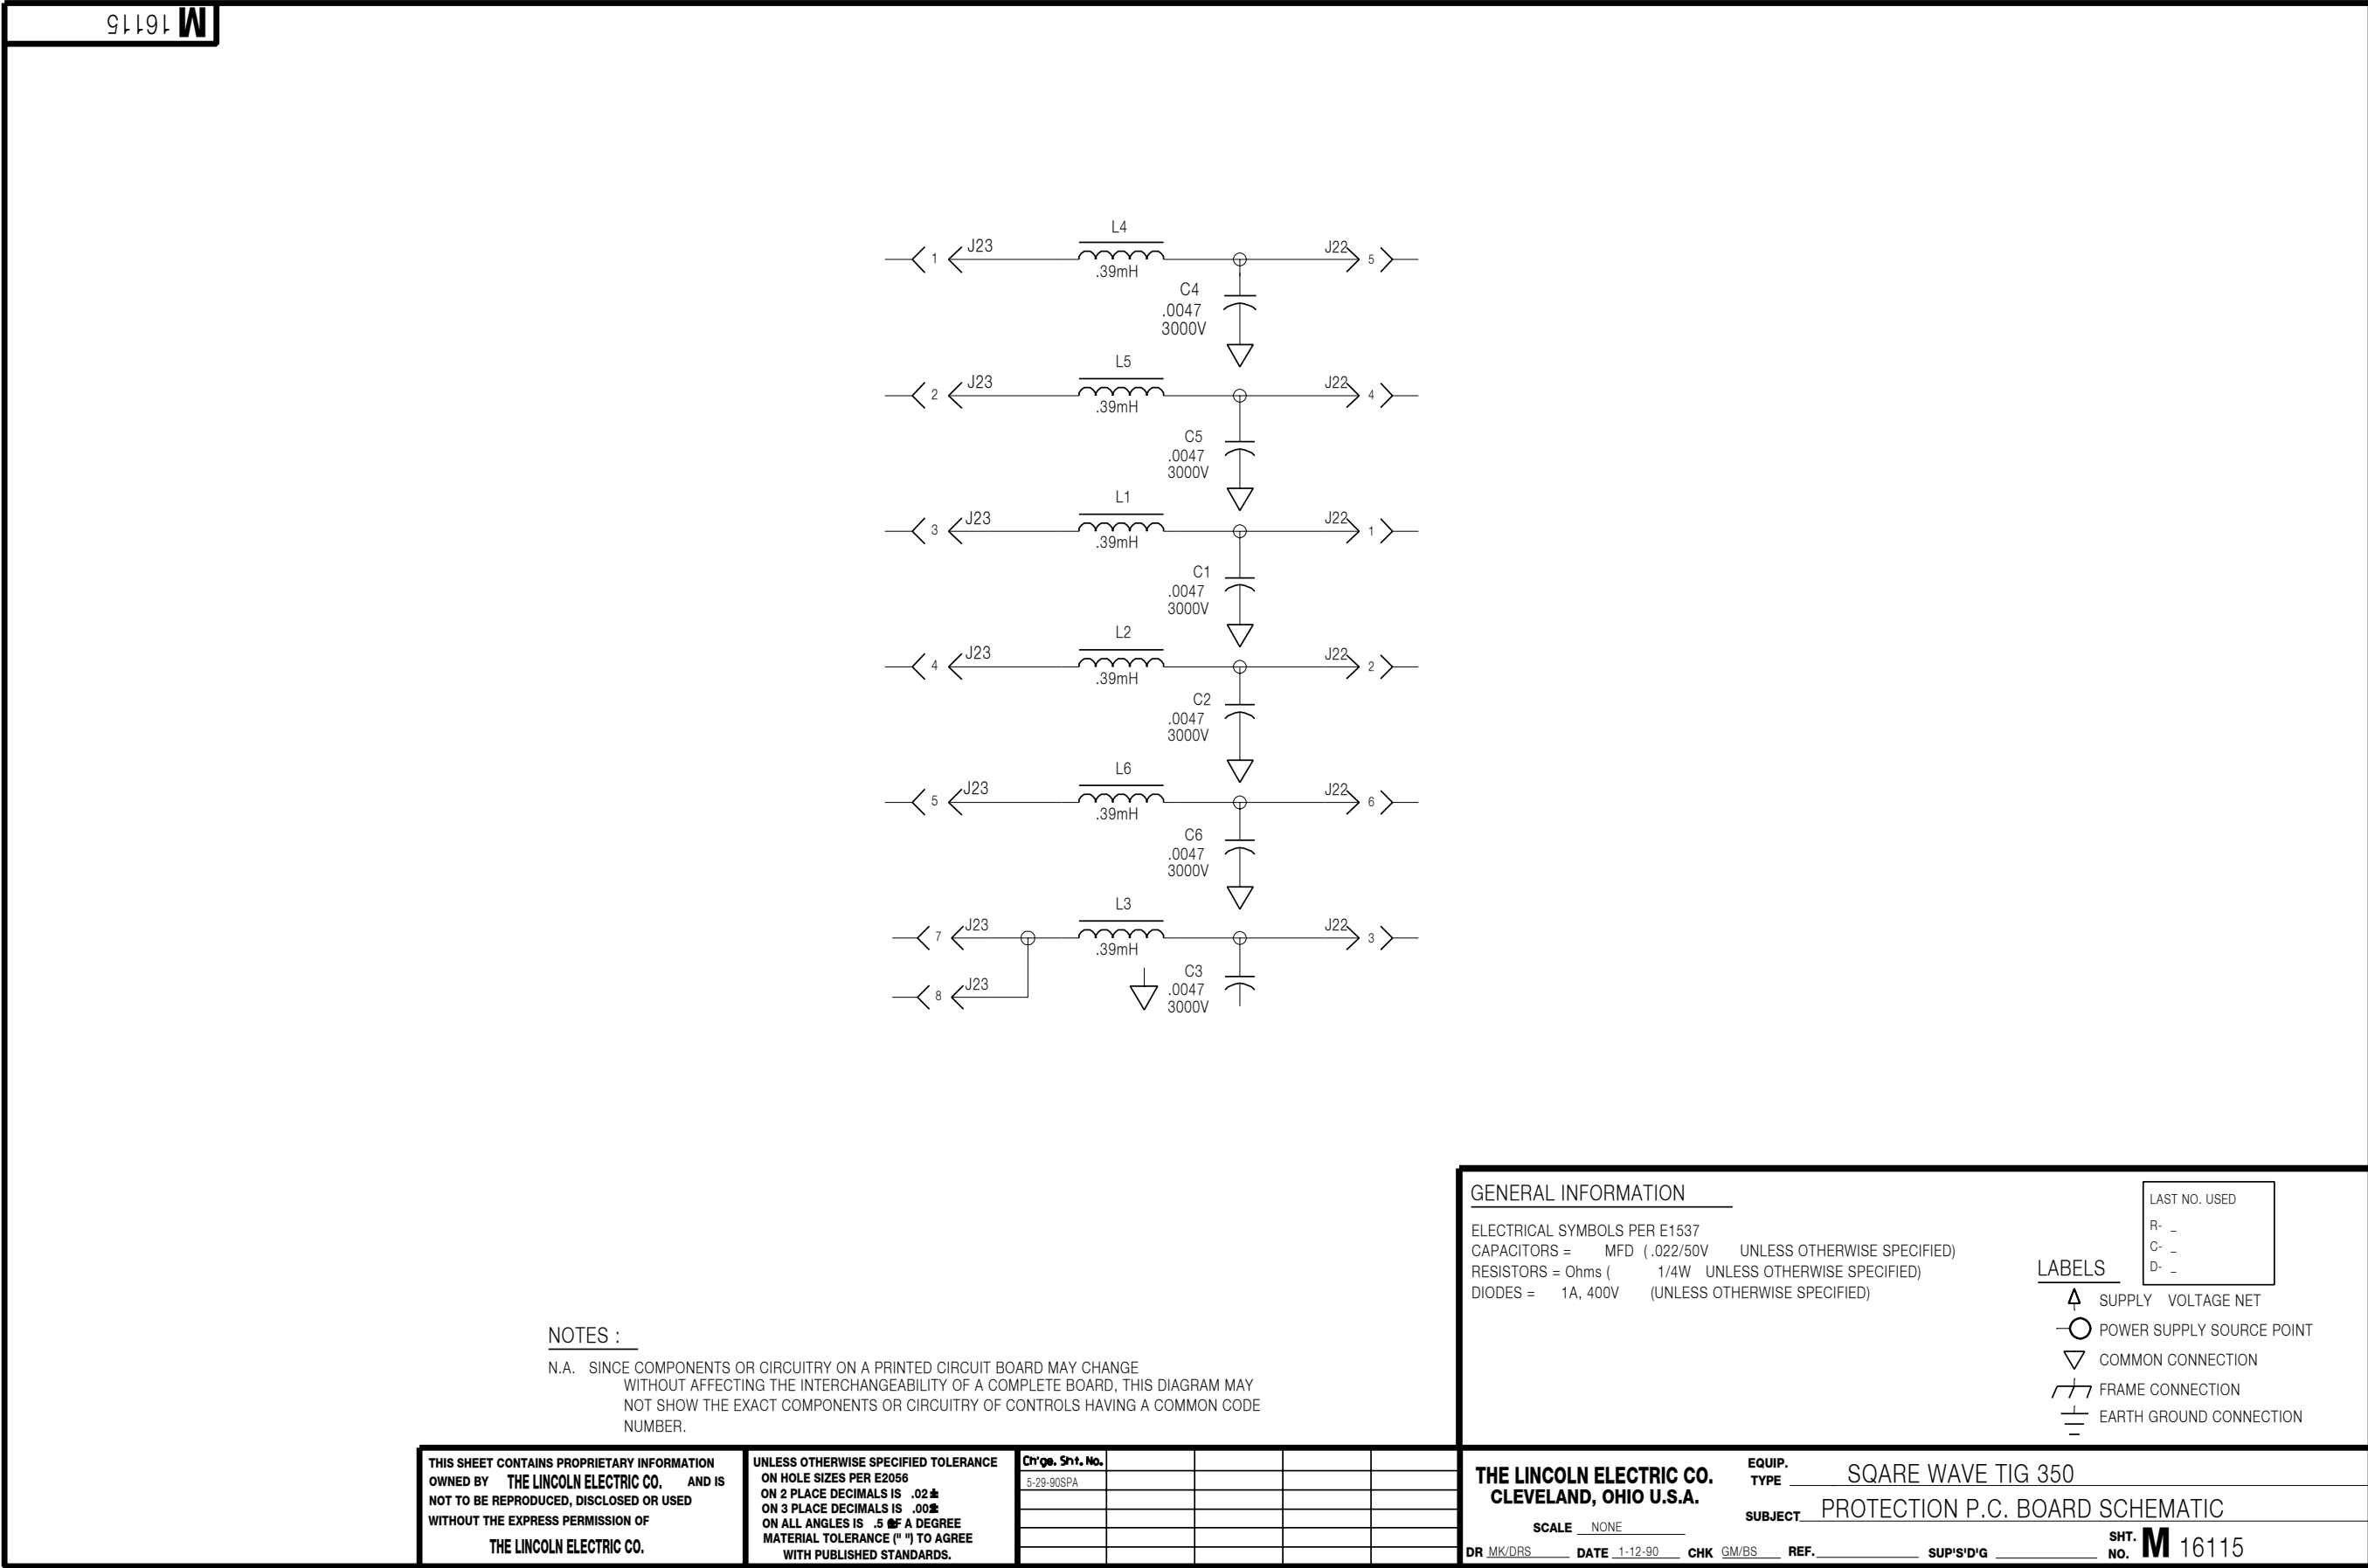 M 16115
L4
J23
J22
1
5
.39mH
C4
.0047
3000V
L5
J23
J22
2
4
.39mH
C5
.0047
3000V
L1
J23
J22
3
1
.39mH
C1
.0047
3000V
L2
J23
J22
4
2
.39mH
C2
.0047
3000V
L6
J23
J22
5
6
.39mH
C6
.0047
3000V
L3
J23
J22
7
3
.39mH
C3
J23
8
.0047
3000V
GENERAL INFORMATION
ELECTRICAL SYMBOLS PER E1537
CAPACITORS = MFD ( .022/50V UNLESS OTHERWISE SPECIFIED)
RESISTORS = Ohms ( 1/4W UNLESS OTHERWISE SPECIFIED)
DIODES = 1A, 400V (UNLESS OTHERWISE SPECIFIED)
LAST NO. USED
R- _
C- _
D- _
LABELS
SUPPLY VOLTAGE NET
POWER SUPPLY SOURCE POINT
COMMON CONNECTION
FRAME CONNECTION
EARTH GROUND CONNECTION
NOTES :
N.A. SINCE COMPONENTS OR CIRCUITRY ON A PRINTED CIRCUIT BOARD MAY CHANGE
WITHOUT AFFECTING THE INTERCHANGEABILITY OF A COMPLETE BOARD, THIS DIAGRAM MAY
NOT SHOW THE EXACT COMPONENTS OR CIRCUITRY OF CONTROLS HAVING A COMMON CODE
NUMBER.
THIS SHEET CONTAINS PROPRIETARY INFORMATION
OWNED BY THE LINCOLN ELECTRIC CO. AND IS
NOT TO BE REPRODUCED, DISCLOSED OR USED
WITHOUT THE EXPRESS PERMISSION OF
THE LINCOLN ELECTRIC CO.
UNLESS OTHERWISE SPECIFIED TOLERANCE
ON HOLE SIZES PER E2056
ON 2 PLACE DECIMALS IS .02 ±
ON 3 PLACE DECIMALS IS .002
ON ALL ANGLES IS .5 OF A DEGREE
MATERIAL TOLERANCE (" ") TO AGREE
WITH PUBLISHED STANDARDS.
Ch'ge. Sht. No.
5-29-90SPA
THE LINCOLN ELECTRIC CO.
CLEVELAND, OHIO U.S.A.
SCALE NONE
DR MK/DRS DATE 1-12-90 CHK GM/BS REF. SUP'S'D'G
EQUIP. TYPE SQARE WAVE TIG 350
SUBJECT PROTECTION P.C. BOARD SCHEMATIC
SHT. NO. M 16115